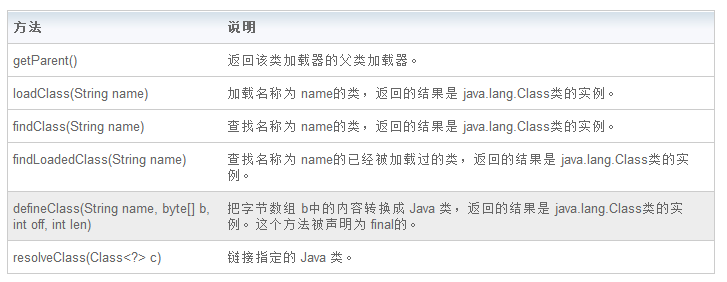 方法 说明
getParent() 返回该类加载器的父类加载器。
loadClass(String name) 加载名称为 name的类，返回的结果是 java.lang.Class类的实例。
findClass(String name) 查找名称为 name的类，返回的结果是 java.lang.Class类的实例。
findLoadedClass(String name) 查找名称为 name的已经被加载过的类，返回的结果是 java.lang.Class类的实
例。
defineClass(String name, byte[] b, 把字节数组 b中的内容转换成 Java 类，返回的结果是 java.lang.Class类的实
int off, int len) 例。这个方法被声明为 final的。
resolveClass(Class<?> c) 链接指定的 Java 类。